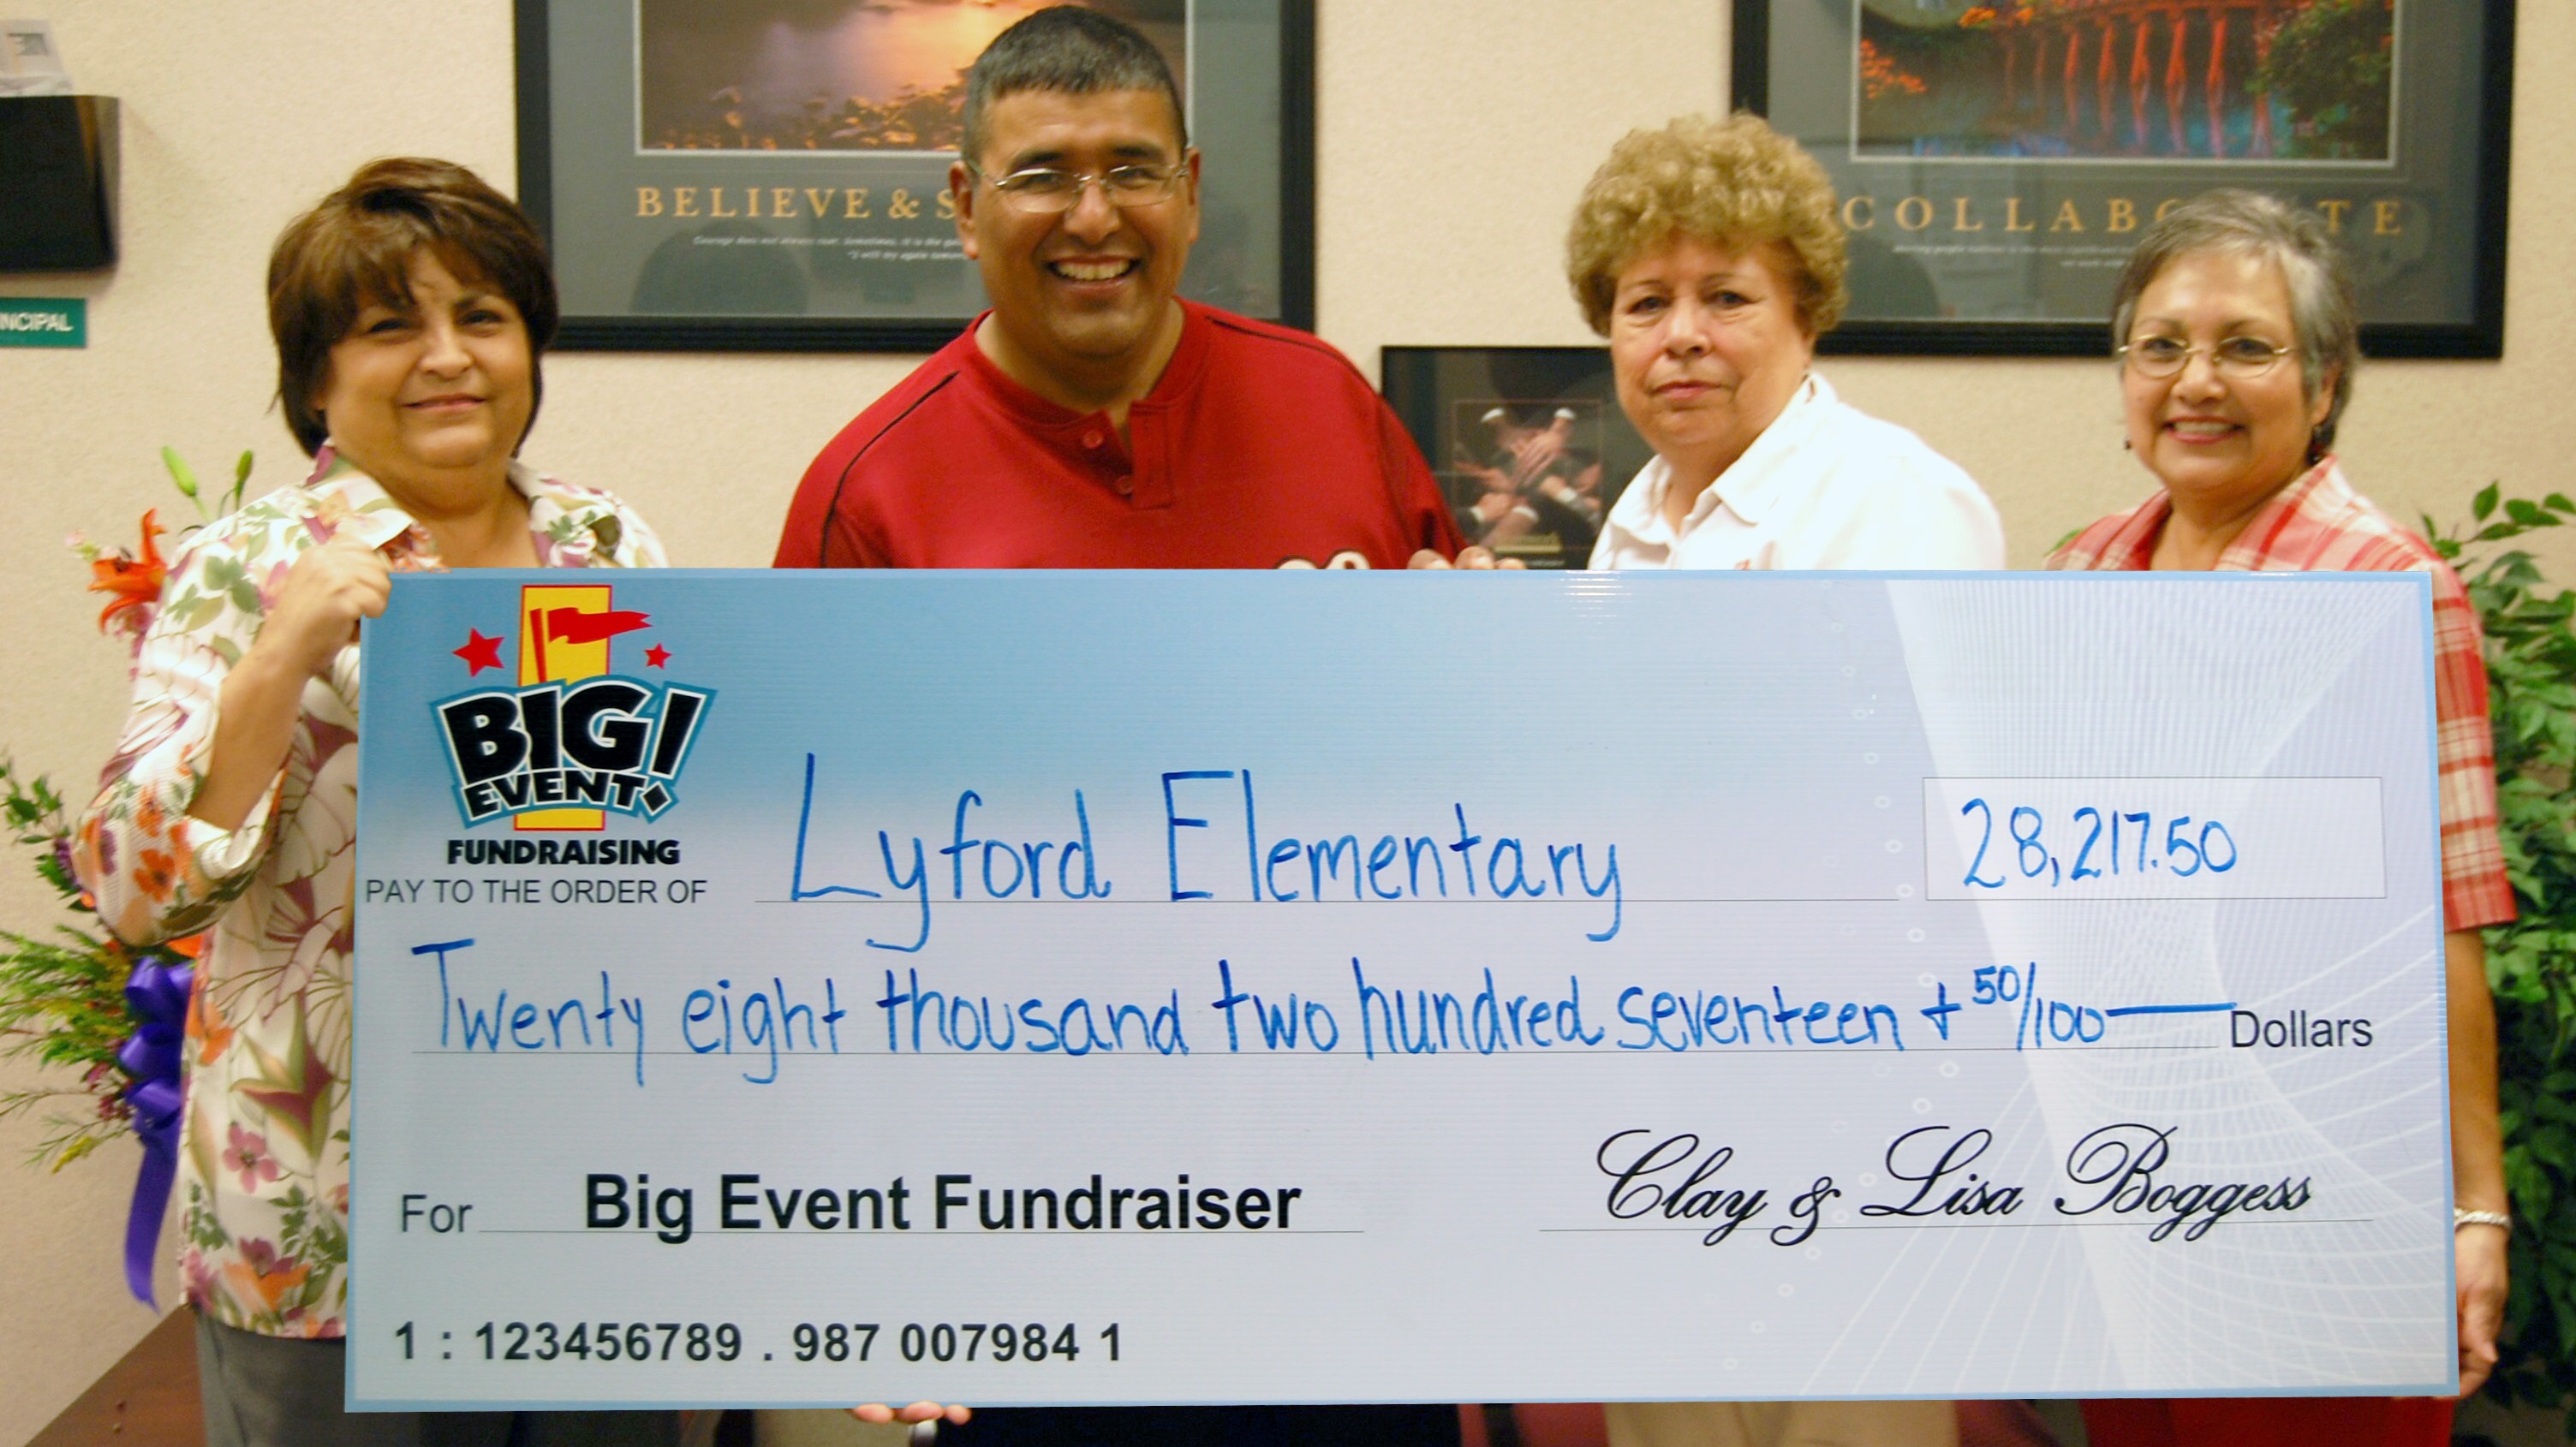 BELIEVE & S
COLLAB TE
NCIPAL
BIG!
EVENT
FUNDRAISING
PAY TO THE ORDER OF Lyford Elementary 28,217.50
Twenty eight thousand two hundred seventeen + 50/100 Dollars
For Big Event Fundraiser Clay & Lisa Boggess
1 : 123456789 . 987 007984 1